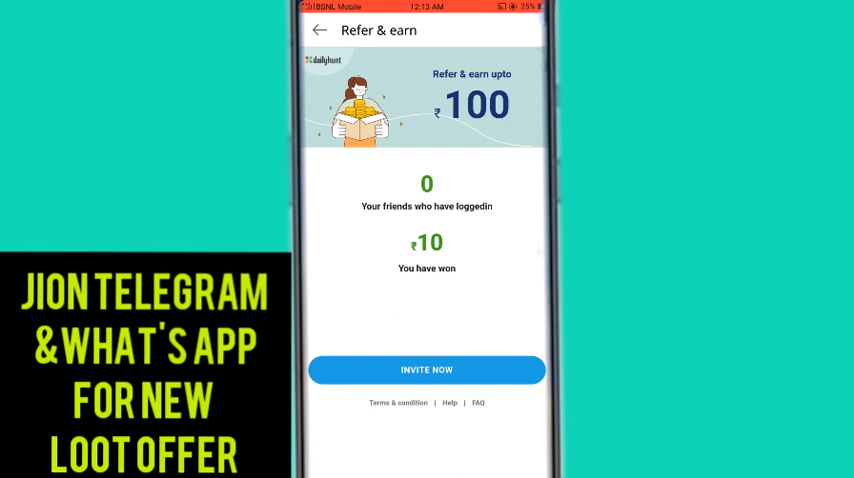 BSNL Mobile 12:13 AM 25%
Refer & earn
dailyhunt
Refer & earn upto
₹100
0
Your friends who have loggedin
₹10
You have won
INVITE NOW
Terms & condition | Help | FAQ
JION TELEGRAM
&WHAT'S APP
FOR NEW
LOOT OFFER